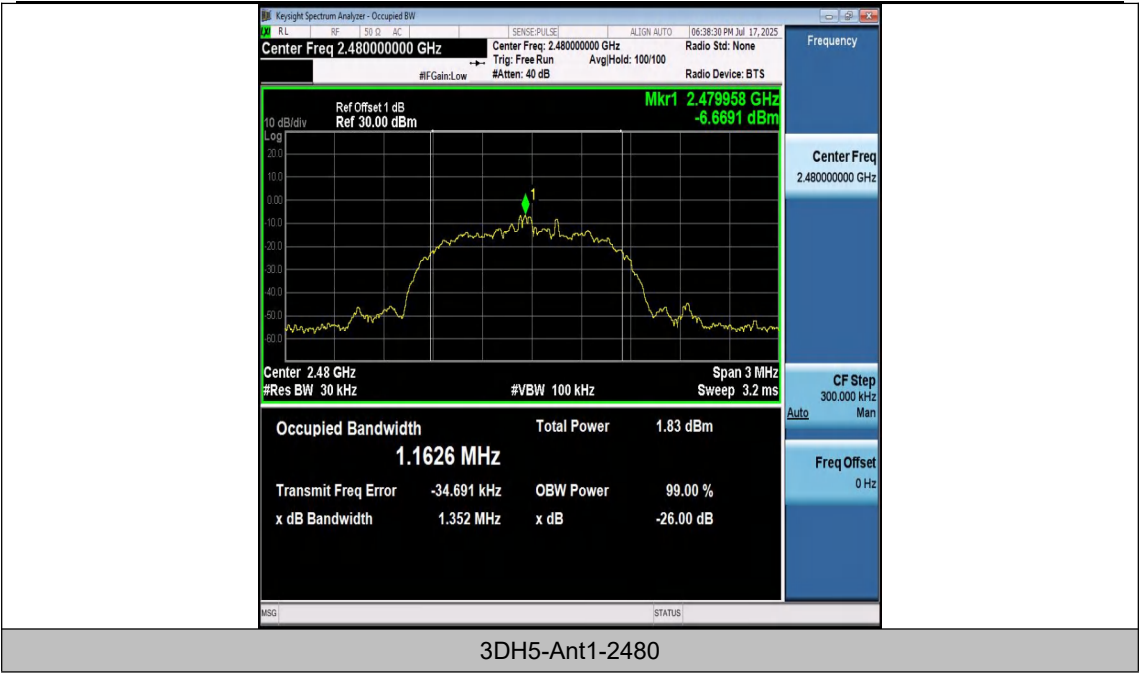 Keysight Spectrum Analyzer - Occupied BW
RL RF 50 Ω AC SENSE:PULSE ALIGN AUTO 06:38:30 PM Jul 17, 2025
Center Freq 2.480000000 GHz
Center Freq: 2.480000000 GHz Radio Std: None
Trig: Free Run Avg|Hold: 100/100
#IFGain:Low #Atten: 40 dB Radio Device: BTS
Frequency
Mkr1 2.479958 GHz
-6.6691 dBm
Ref Offset 1 dB
10 dB/div Ref 30.00 dBm
Log
20.0
10.0
0.00
-10.0
-20.0
-30.0
-40.0
-50.0
-60.0
1
Center 2.48 GHz Span 3 MHz
#Res BW 30 kHz #VBW 100 kHz Sweep 3.2 ms
Center Freq
2.480000000 GHz
CF Step
300.000 kHz
Auto Man
Freq Offset
0 Hz
Occupied Bandwidth Total Power 1.83 dBm
1.1626 MHz
Transmit Freq Error -34.691 kHz OBW Power 99.00 %
x dB Bandwidth 1.352 MHz x dB -26.00 dB
MSG STATUS
3DH5-Ant1-2480